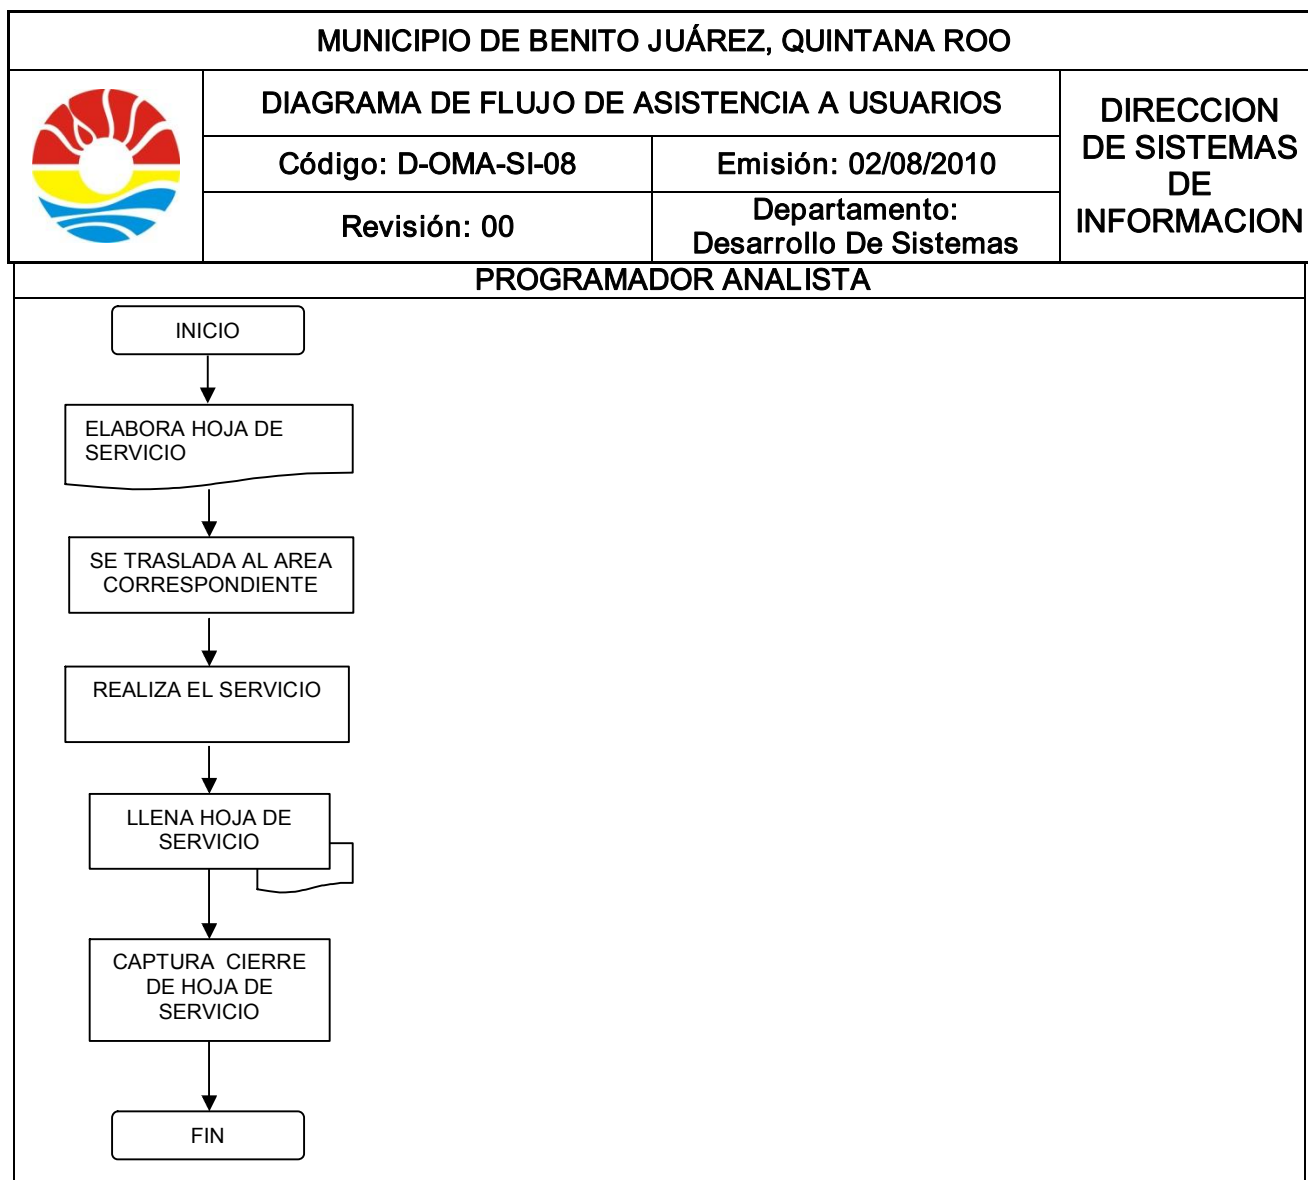 MUNICIPIO DE BENITO JUÁREZ, QUINTANA ROO
DIAGRAMA DE FLUJO DE ASISTENCIA A USUARIOS
Código: D-OMA-SI-08
Emisión: 02/08/2010
Revisión: 00
Departamento:
Desarrollo De Sistemas
DIRECCION
DE SISTEMAS
DE
INFORMACION
PROGRAMADOR ANALISTA
INICIO
ELABORA HOJA DE
SERVICIO
SE TRASLADA AL AREA
CORRESPONDIENTE
REALIZA EL SERVICIO
LLENA HOJA DE
SERVICIO
CAPTURA CIERRE
DE HOJA DE
SERVICIO
FIN